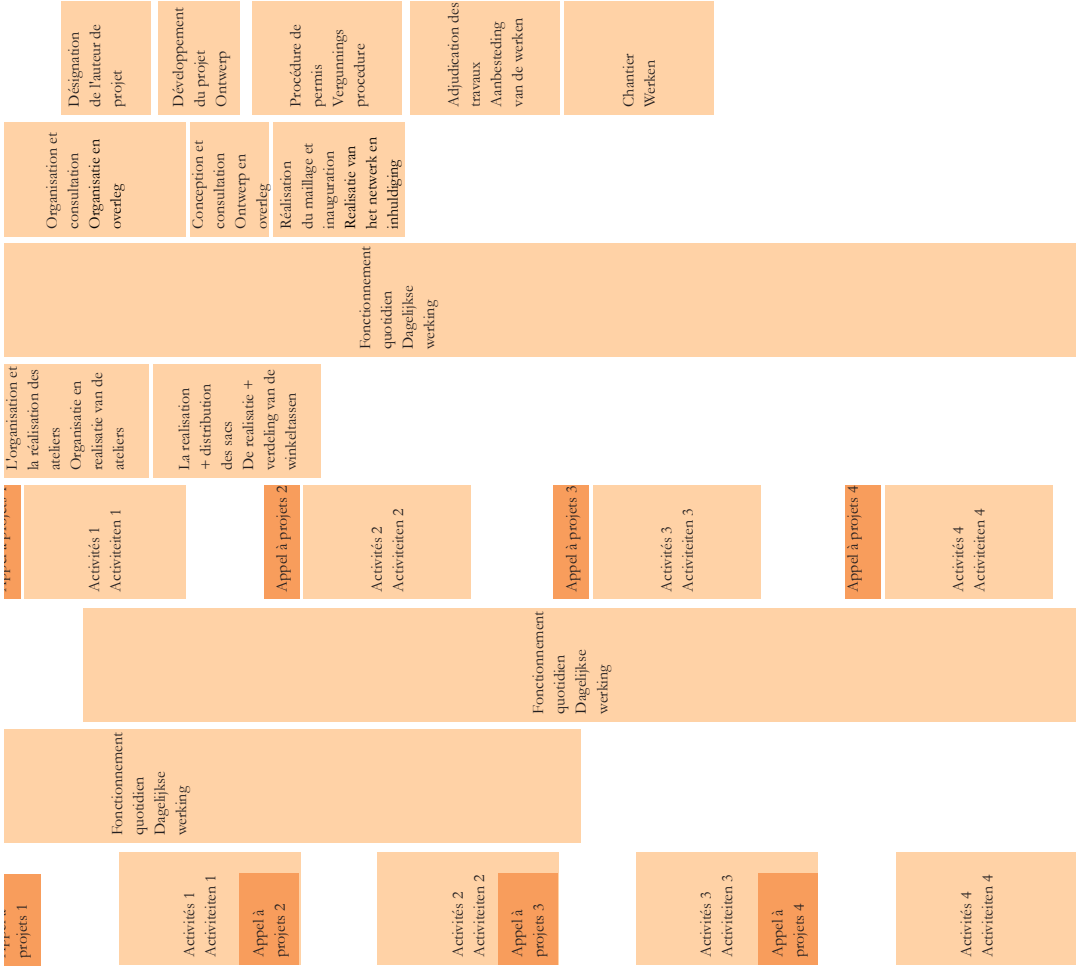 Désignation
de l'auteur de
projet
Développement
du projet
Ontwerp
Procédure de
permis
Vergunnings
procedure
Adjudication des
travaux
Aanbesteding
van de werken
Chantier
Werken
Organisation et
consultation
Organisatie en
overleg
Conception et
consultation
Ontwerp en
overleg
Réalisation
du maillage et
inauguration
Realisatie van
het netwerk en
inhuldiging
Fonctionnement
quotidien
Dagelijkse
werking
L'organisation et
la réalisation des
ateliers
Organisatie en
realisatie van de
ateliers
La realisation
+ distribution
des sacs
De realisatie +
verdeling van de
winkeltassen
Activités 1
Activiteiten 1
Appel à projets 2
Activités 2
Activiteiten 2
Appel à projets 3
Activités 3
Activiteiten 3
Appel à projets 4
Activités 4
Activiteiten 4
Fonctionnement
quotidien
Dagelijkse
werking
Fonctionnement
quotidien
Dagelijkse
werking
projets 1
Activités 1
Activiteiten 1
Appel à
projets 2
Activités 2
Activiteiten 2
Appel à
projets 3
Activités 3
Activiteiten 3
Appel à
projets 4
Activités 4
Activiteiten 4